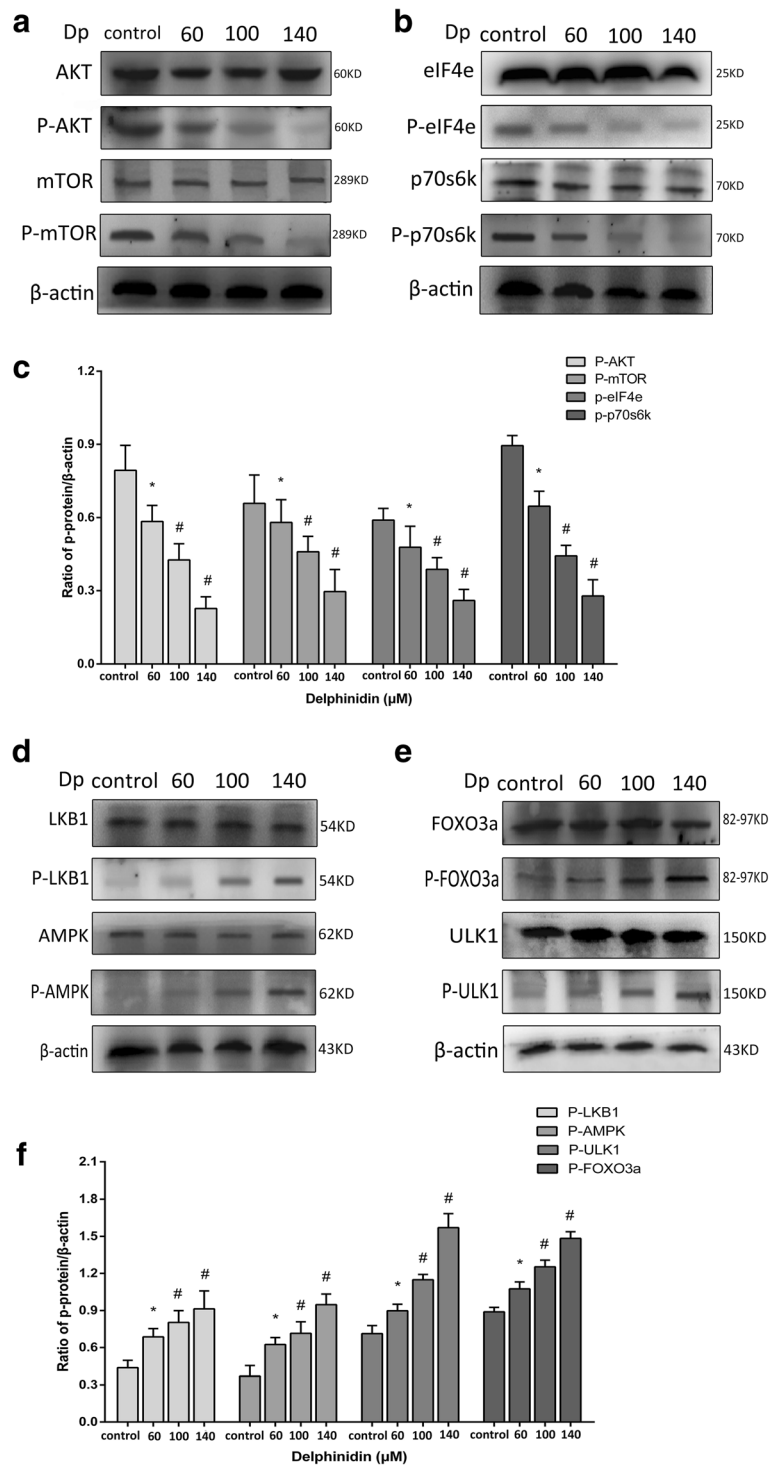 a
Dp control 60 100 140
AKT 60KD
P-AKT 60KD
mTOR 289KD
P-mTOR 289KD
β-actin
b
Dp control 60 100 140
eIF4e 25KD
P-eIF4e 25KD
p70s6k 70KD
P-p70s6k 70KD
β-actin
c
P-AKT
P-mTOR
p-eIF4e
p-p70s6k
Ratio of p-protein/β-actin
1.2
0.9
0.6
0.3
0.0
* # # * # # * # # * # #
control 60 100 140 control 60 100 140 control 60 100 140 control 60 100 140
Delphinidin (μM)
d
Dp control 60 100 140
LKB1 54KD
P-LKB1 54KD
AMPK 62KD
P-AMPK 62KD
β-actin 43KD
e
Dp control 60 100 140
FOXO3a 82-97KD
P-FOXO3a 82-97KD
ULK1 150KD
P-ULK1 150KD
β-actin 43KD
f
P-LKB1
P-AMPK
P-ULK1
P-FOXO3a
Ratio of p-protein/β-actin
2.1
1.8
1.5
1.2
0.9
0.6
0.3
0.0
* # # * # # * # # * # #
control 60 100 140 control 60 100 140 control 60 100 140 control 60 100 140
Delphinidin (μM)